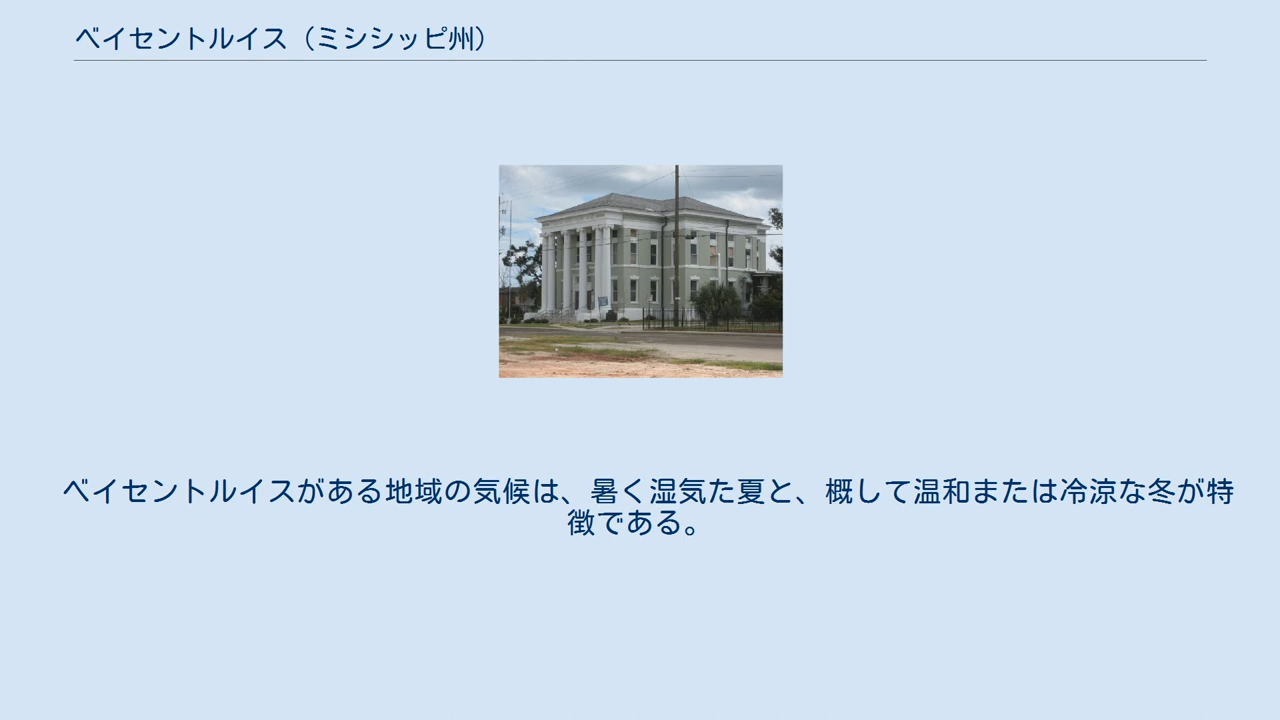 ベイセントルイス（ミシシッピ州）
ベイセントルイスがある地域の気候は、暑く湿気た夏と、概して温和または冷涼な冬が特
徴である。